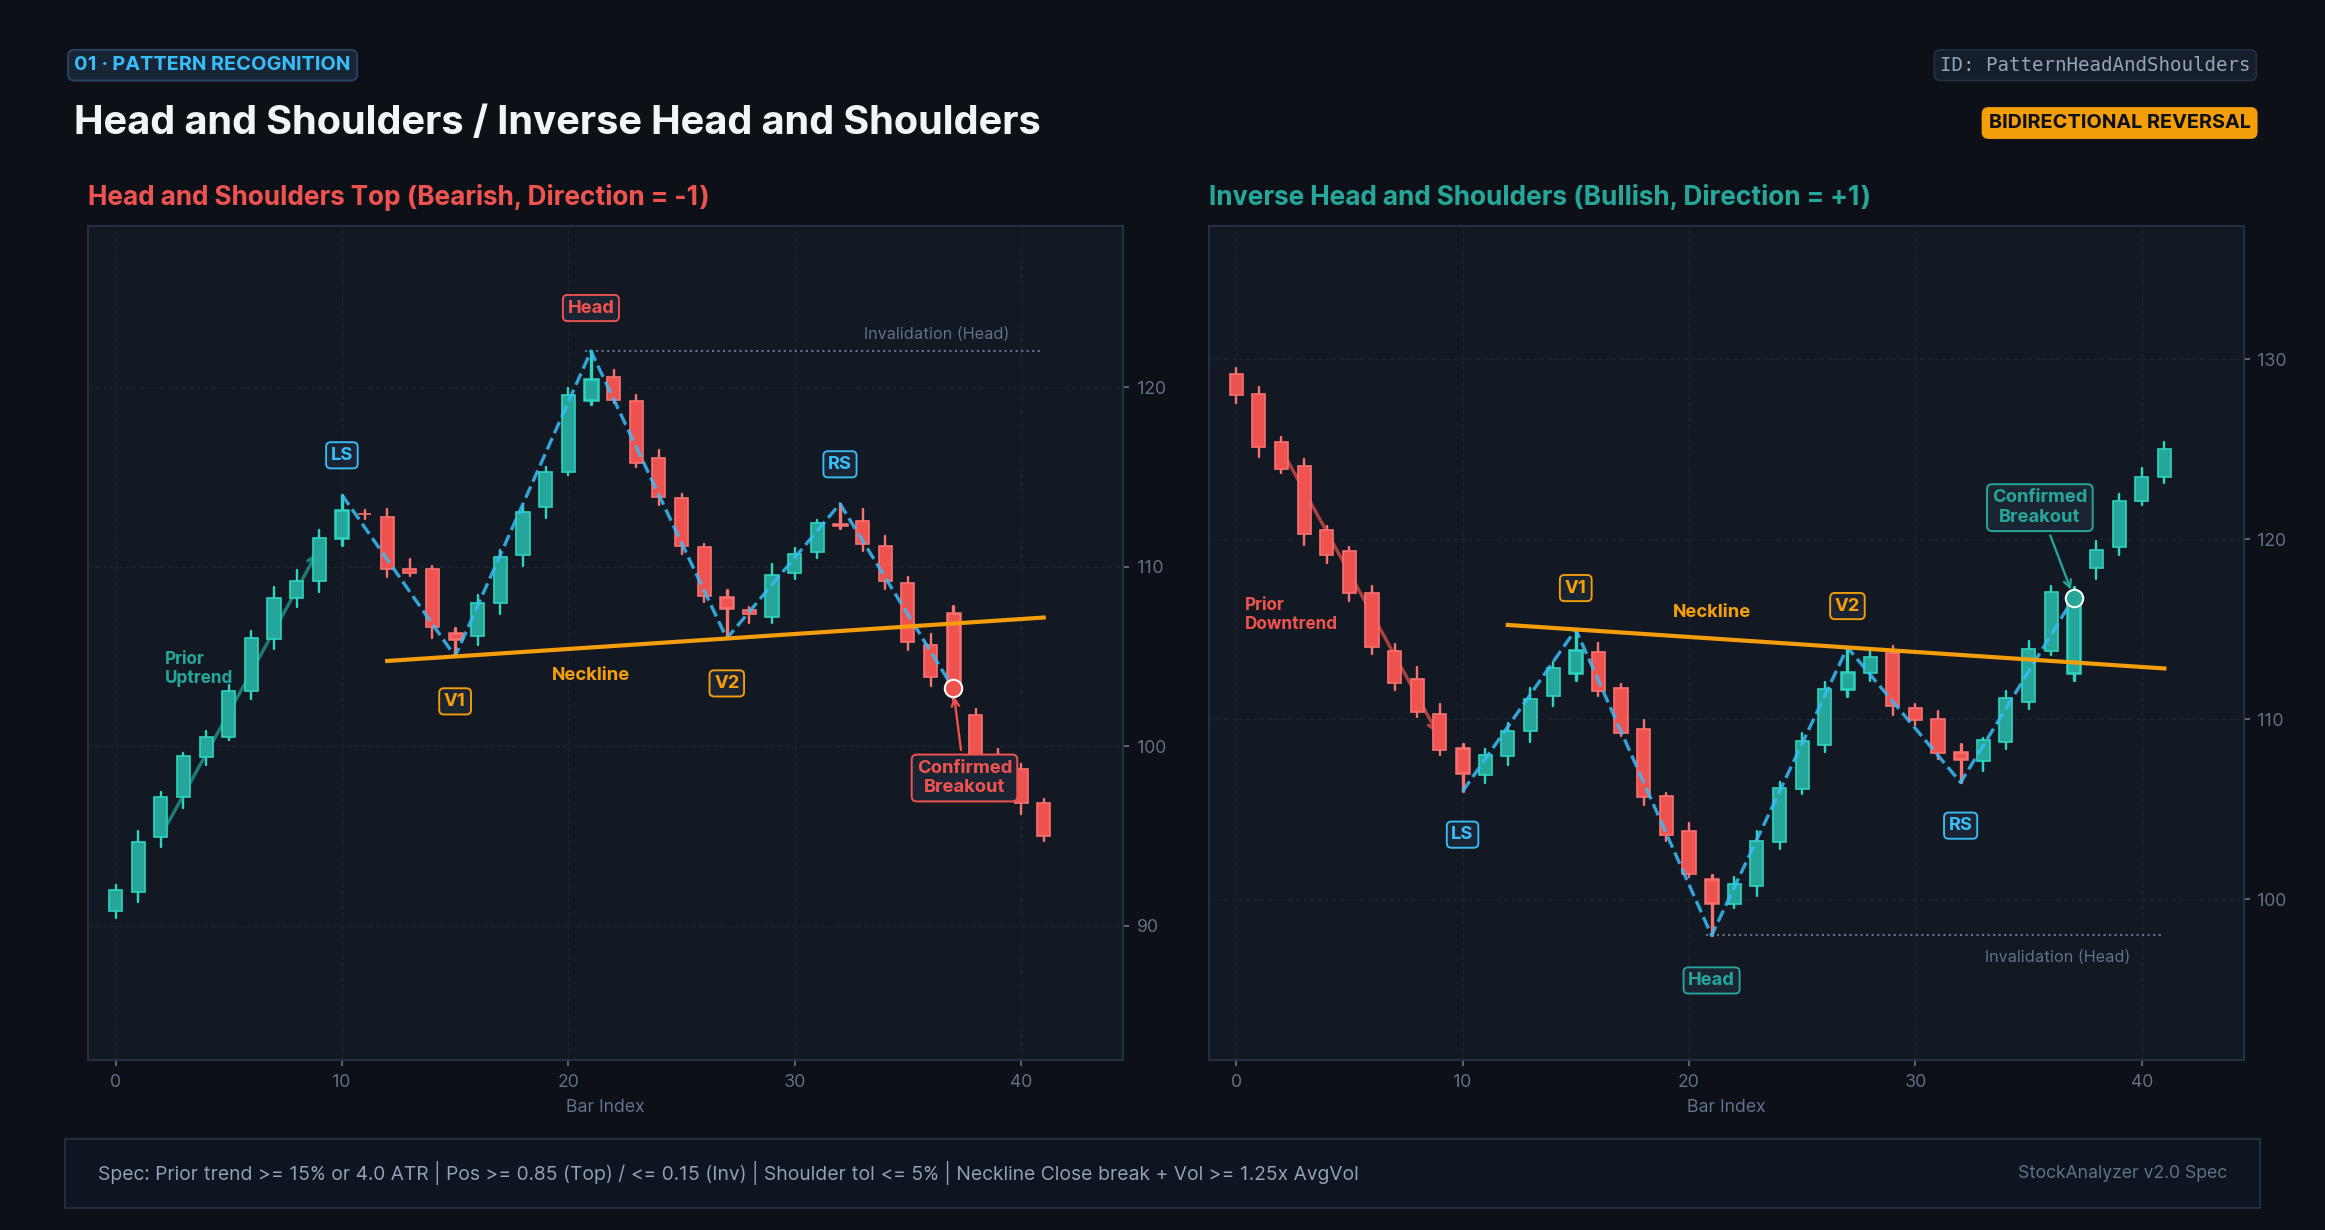 01 · PATTERN RECOGNITION
ID: PatternHeadAndShoulders
Head and Shoulders / Inverse Head and Shoulders
BIDIRECTIONAL REVERSAL
Head and Shoulders Top (Bearish, Direction = -1)
Head
Invalidation (Head)
LS
RS
Prior
Uptrend
Neckline
V1
V2
Confirmed
Breakout
120
110
100
90
0
10
20
30
40
Bar Index
Inverse Head and Shoulders (Bullish, Direction = +1)
Confirmed
Breakout
V1
V2
Neckline
Prior
Downtrend
LS
RS
Head
Invalidation (Head)
130
120
110
100
0
10
20
30
40
Bar Index
Spec: Prior trend >= 15% or 4.0 ATR | Pos >= 0.85 (Top) / <= 0.15 (Inv) | Shoulder tol <= 5% | Neckline Close break + Vol >= 1.25x AvgVol
StockAnalyzer v2.0 Spec